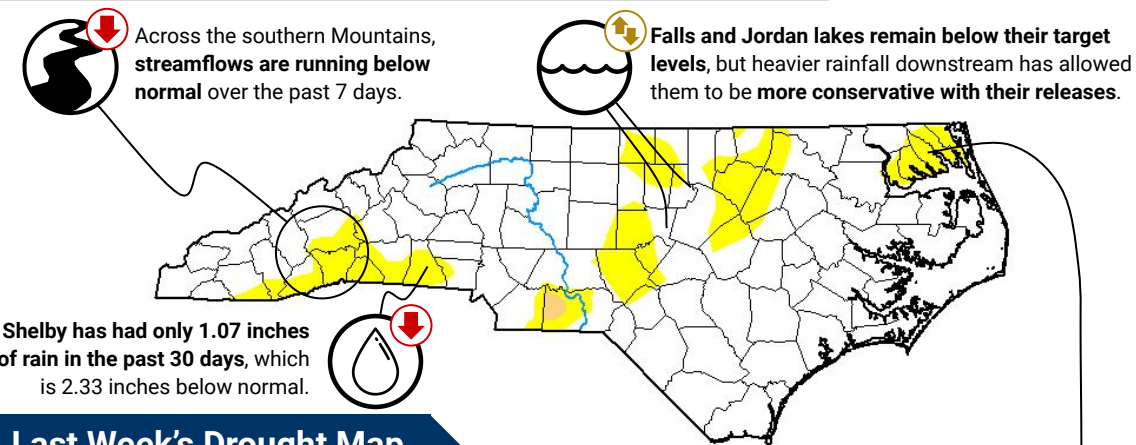 Across the southern Mountains,
streamflows are running below
normal over the past 7 days.
Falls and Jordan lakes remain below their target
levels, but heavier rainfall downstream has allowed
them to be more conservative with their releases.
Shelby has had only 1.07 inches
of rain in the past 30 days, which
is 2.33 inches below normal.
Last Week's Drought Map